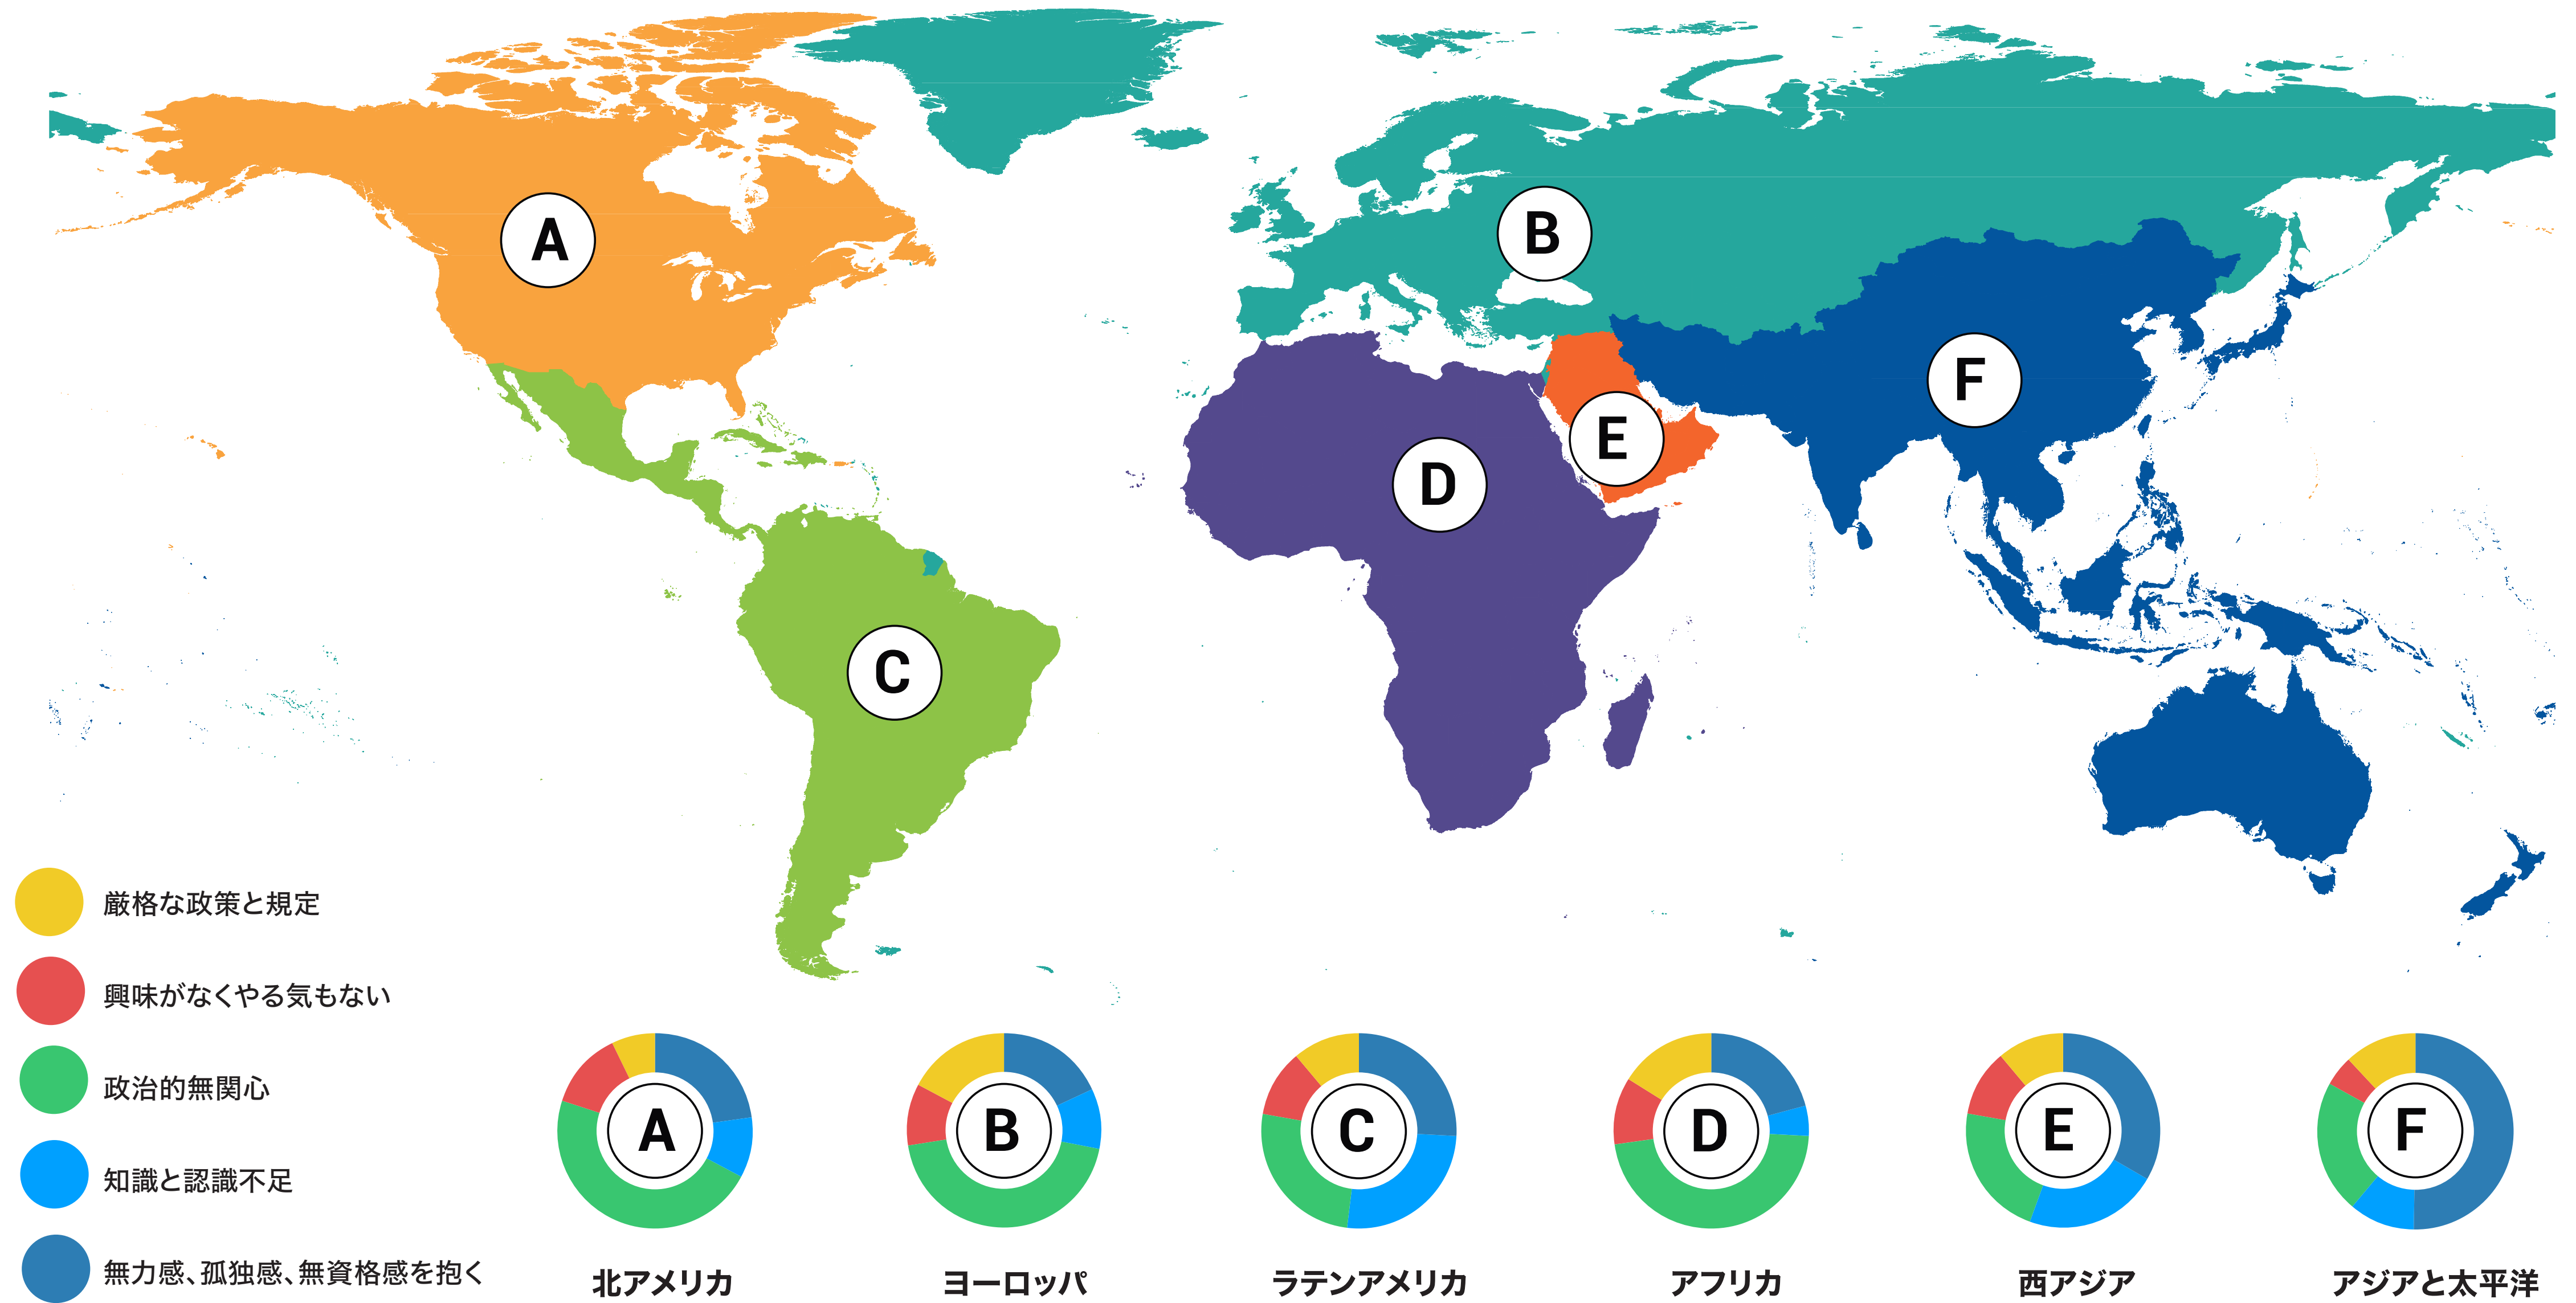 A
B
C
D
E
F
厳格な政策と規定
興味がなくやる気もない
政治的無関心
知識と認識不足
無力感、孤独感、無資格感を抱く
A
B
C
D
E
F
北アメリカ
ヨーロッパ
ラテンアメリカ
アフリカ
西アジア
アジアと太平洋